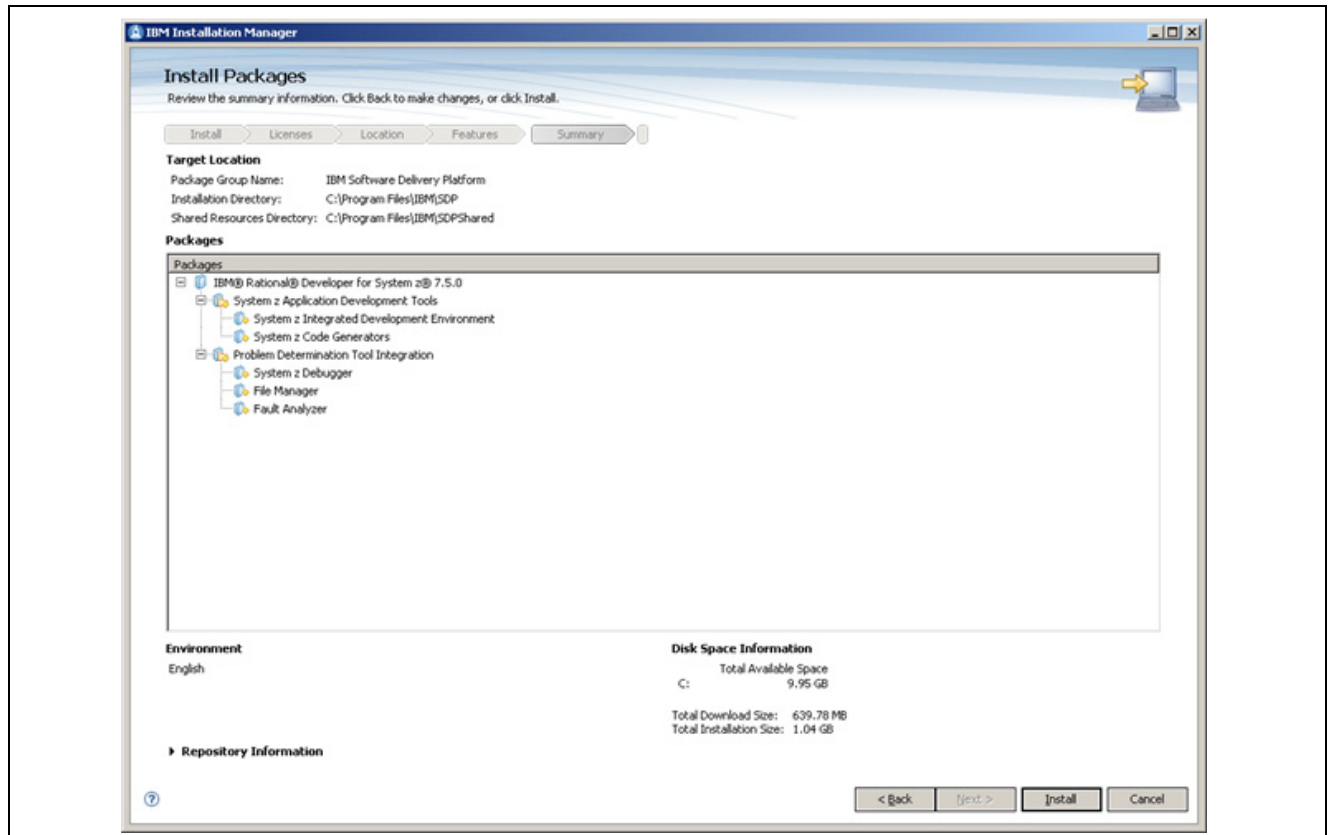 IBM Installation Manager
Install Packages
Review the summary information. Click Back to make changes, or click Install.
Install Licenses Location Features Summary
Target Location
Package Group Name: IBM Software Delivery Platform
Installation Directory: C:\Program Files\IBM\SDP
Shared Resources Directory: C:\Program Files\IBM\SDPShared
Packages
Packages
IBM® Rational® Developer for System z® 7.5.0
System z Application Development Tools
System z Integrated Development Environment
System z Code Generators
Problem Determination Tool Integration
System z Debugger
File Manager
Fault Analyzer
Environment
English
Disk Space Information
Total Available Space
C: 9.95 GB
Total Download Size: 639.78 MB
Total Installation Size: 1.04 GB
Repository Information
? < Back Next > Install Cancel